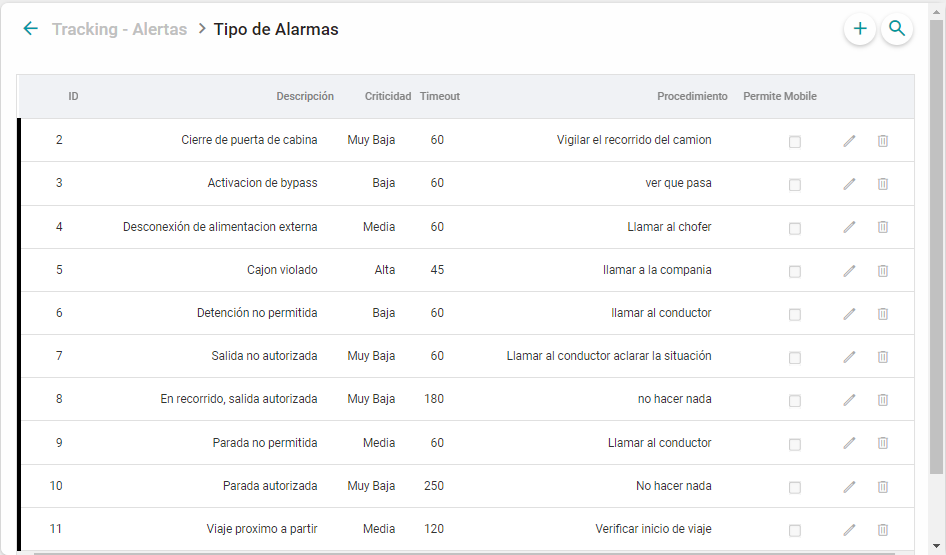 Tracking - Alertas > Tipo de Alarmas
ID Descripción Criticidad Timeout Procedimiento Permite Mobile
2 Cierre de puerta de cabina Muy Baja 60 Vigilar el recorrido del camion
3 Activacion de bypass Baja 60 ver que pasa
4 Desconexión de alimentacion externa Media 60 Llamar al chofer
5 Cajon violado Alta 45 llamar a la compania
6 Detención no permitida Baja 60 llamar al conductor
7 Salida no autorizada Muy Baja 60 Llamar al conductor aclarar la situación
8 En recorrido, salida autorizada Muy Baja 180 no hacer nada
9 Parada no permitida Media 60 Llamar al conductor
10 Parada autorizada Muy Baja 250 No hacer nada
11 Viaje proximo a partir Media 120 Verificar inicio de viaje